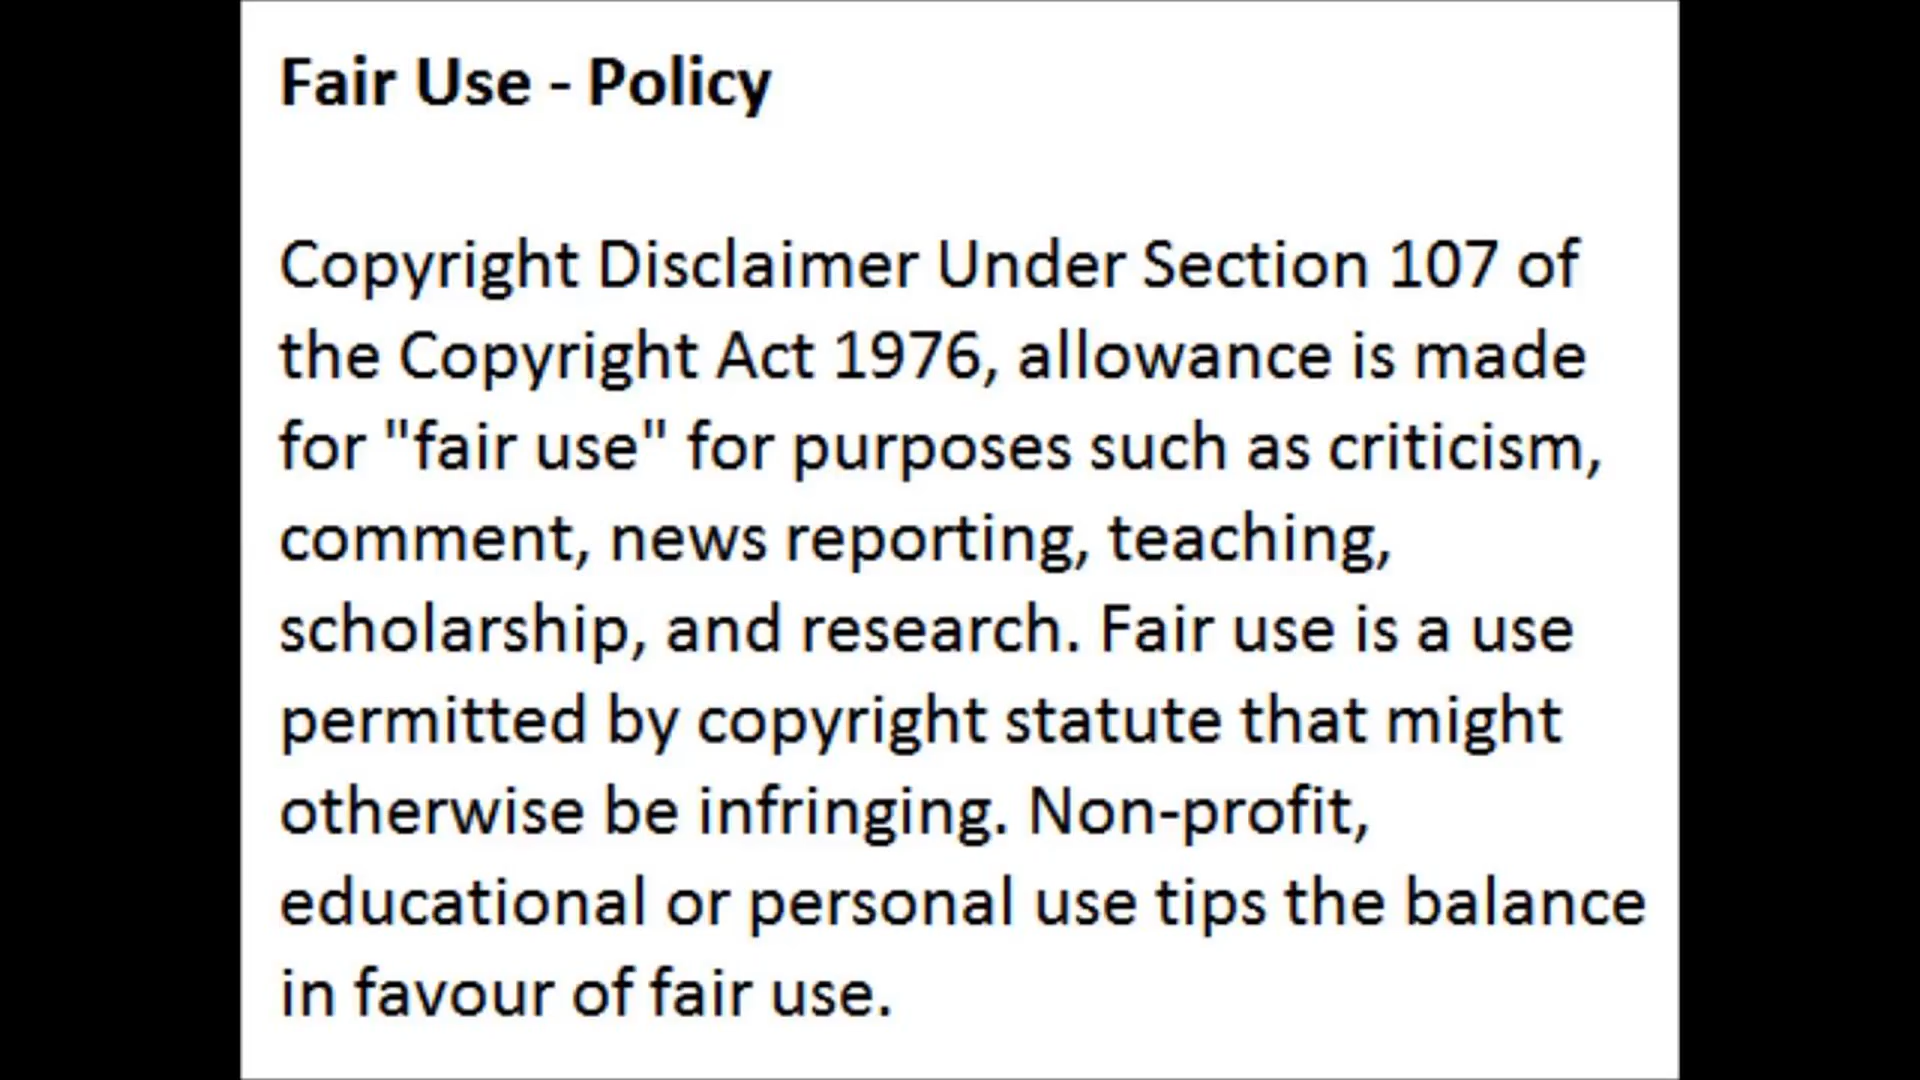 Fair Use - Policy
Copyright Disclaimer Under Section 107 of
the Copyright Act 1976, allowance is made
for "fair use" for purposes such as criticism,
comment, news reporting, teaching,
scholarship, and research. Fair use is a use
permitted by copyright statute that might
otherwise be infringing. Non-profit,
educational or personal use tips the balance
in favour of fair use.